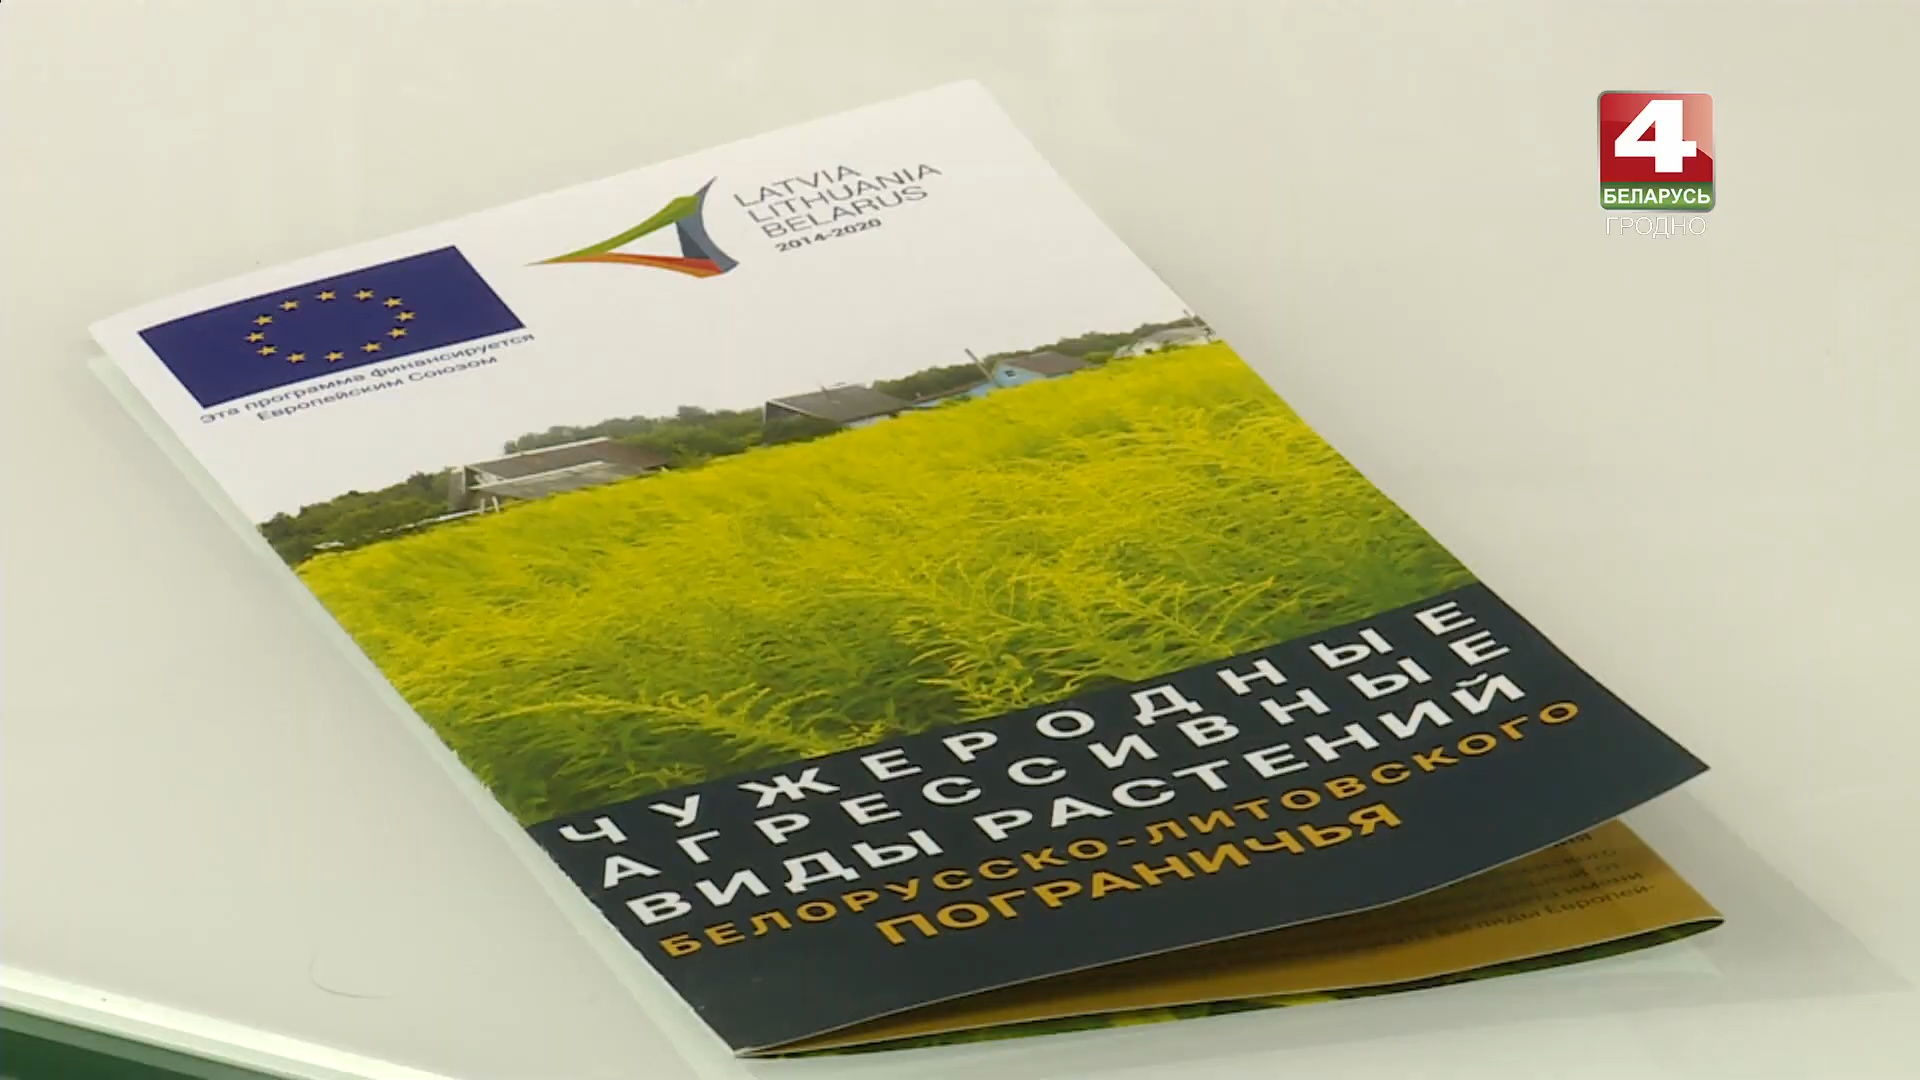 LATVIA
LITHUANIA
BELARUS
2014-2020
Эта программа финансируется
Европейским Союзом
ЧУЖЕРОДНЫЕ
АГРЕССИВНЫЕ
ВИДЫ РАСТЕНИЙ
БЕЛОРУССКО-ЛИТОВСКОГО
ПОГРАНИЧЬЯ
4
БЕЛАРУСЬ
ГРОДНО